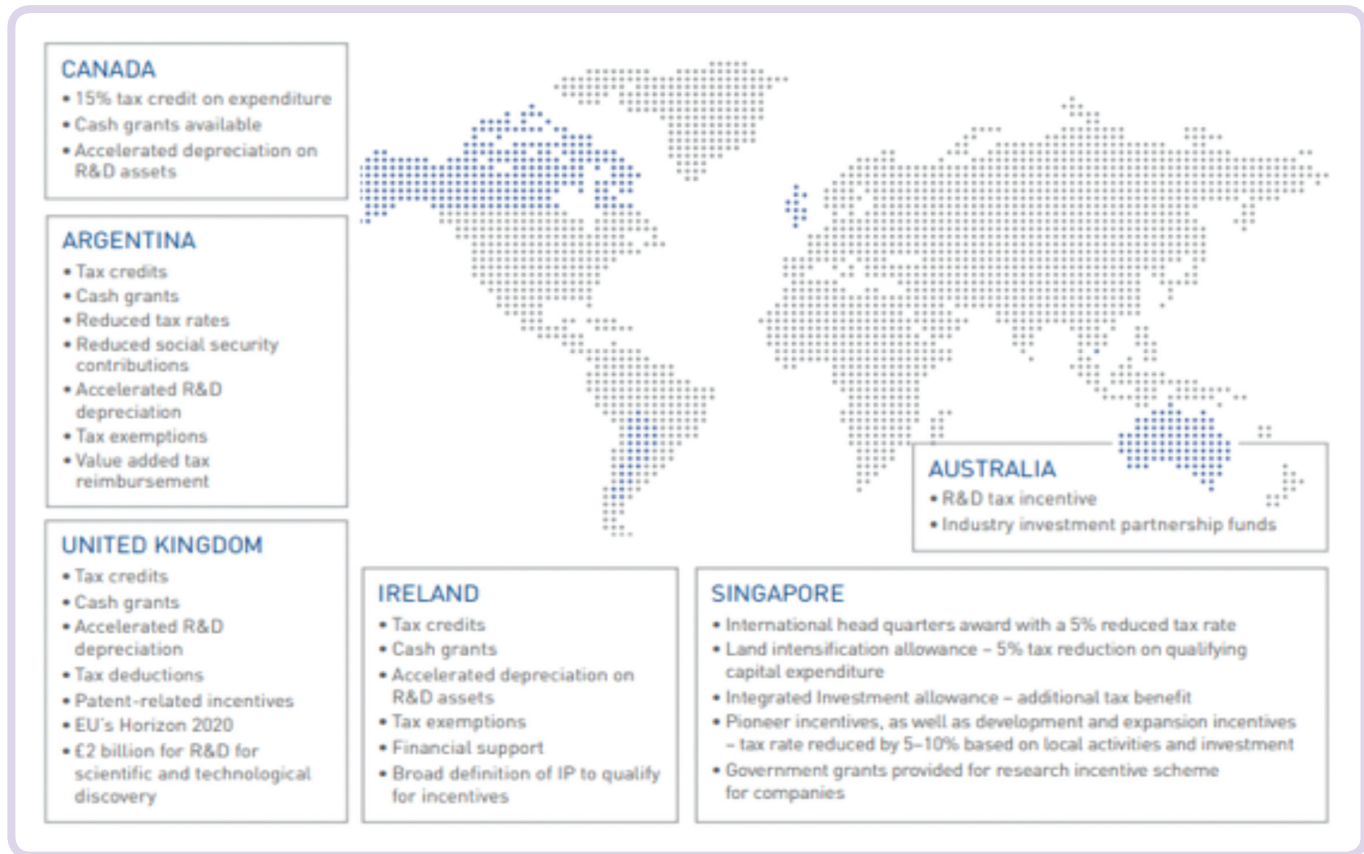 CANADA
• 15% tax credit on expenditure
• Cash grants available
• Accelerated depreciation on
R&D assets
ARGENTINA
• Tax credits
• Cash grants
• Reduced tax rates
• Reduced social security
contributions
• Accelerated R&D
depreciation
• Tax exemptions
• Value added tax
reimbursement
UNITED KINGDOM
• Tax credits
• Cash grants
• Accelerated R&D
depreciation
• Tax deductions
• Patent-related incentives
• EU's Horizon 2020
• £2 billion for R&D for
scientific and technological
discovery
IRELAND
• Tax credits
• Cash grants
• Accelerated depreciation on
R&D assets
• Tax exemptions
• Financial support
• Broad definition of IP to qualify
for incentives
AUSTRALIA
• R&D tax incentive
• Industry investment partnership funds
SINGAPORE
• International head quarters award with a 5% reduced tax rate
• Land intensification allowance – 5% tax reduction on qualifying
capital expenditure
• Integrated Investment allowance – additional tax benefit
• Pioneer incentives, as well as development and expansion incentives
– tax rate reduced by 5–10% based on local activities and investment
• Government grants provided for research incentive scheme
for companies